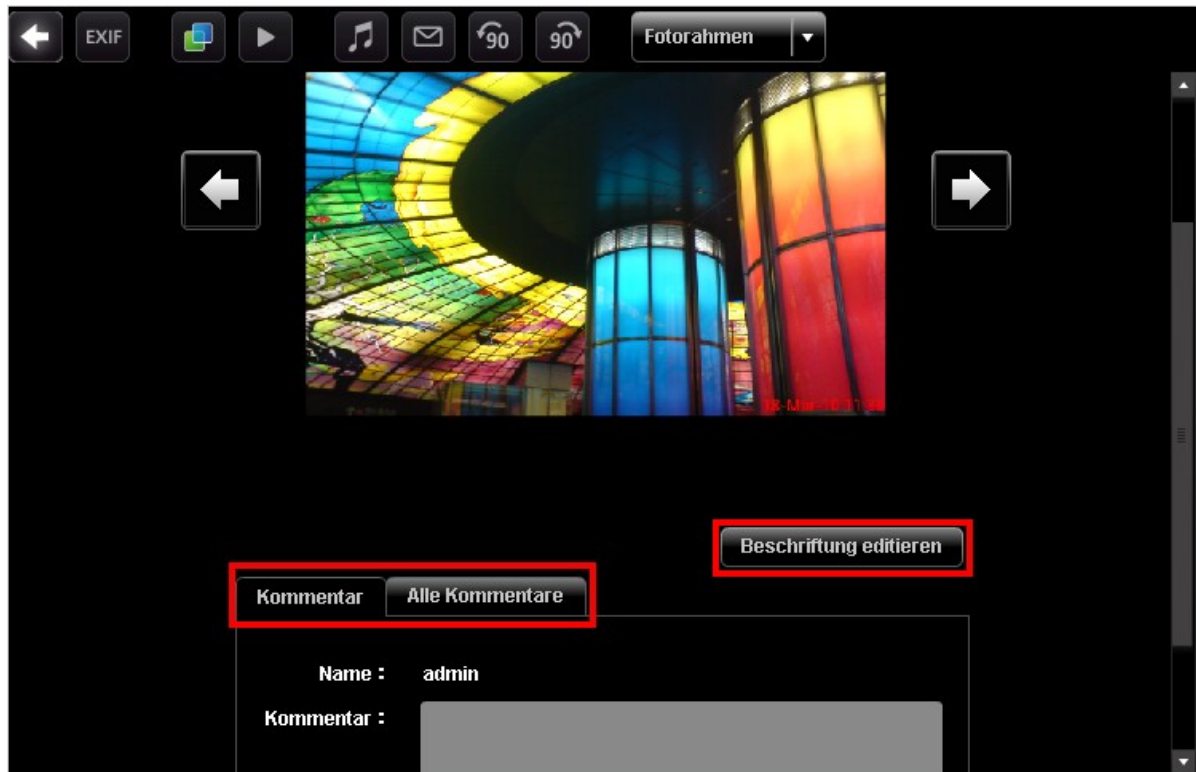 EXIF
90
90
Fotorahmen
Beschriftung editieren
Kommentar
Alle Kommentare
Name :
admin
Kommentar :